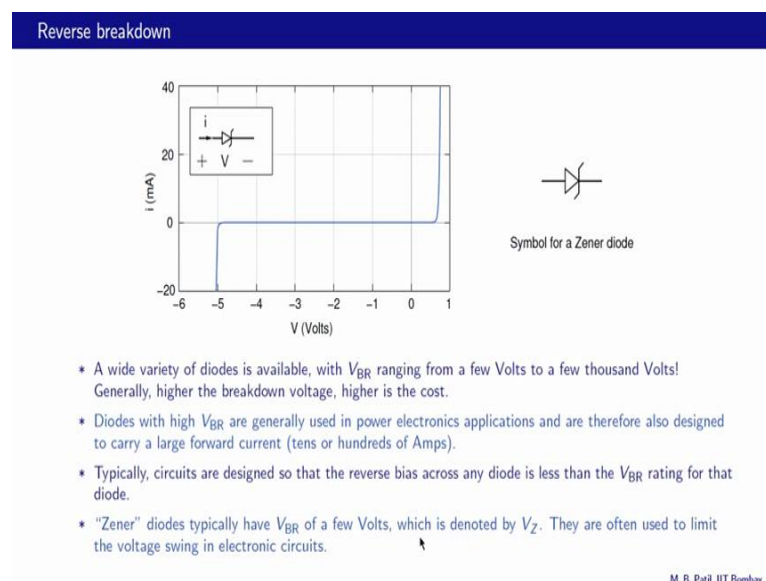 Reverse breakdown
40
20
0
−20
i (mA)
i
+ V −
−6 −5 −4 −3 −2 −1 0 1
V (Volts)
Symbol for a Zener diode
* A wide variety of diodes is available, with VBR ranging from a few Volts to a few thousand Volts!
Generally, higher the breakdown voltage, higher is the cost.
* Diodes with high VBR are generally used in power electronics applications and are therefore also designed
to carry a large forward current (tens or hundreds of Amps).
* Typically, circuits are designed so that the reverse bias across any diode is less than the VBR rating for that
diode.
* “Zener” diodes typically have VBR of a few Volts, which is denoted by VZ. They are often used to limit
the voltage swing in electronic circuits.
M. B. Patil, IIT Bombay